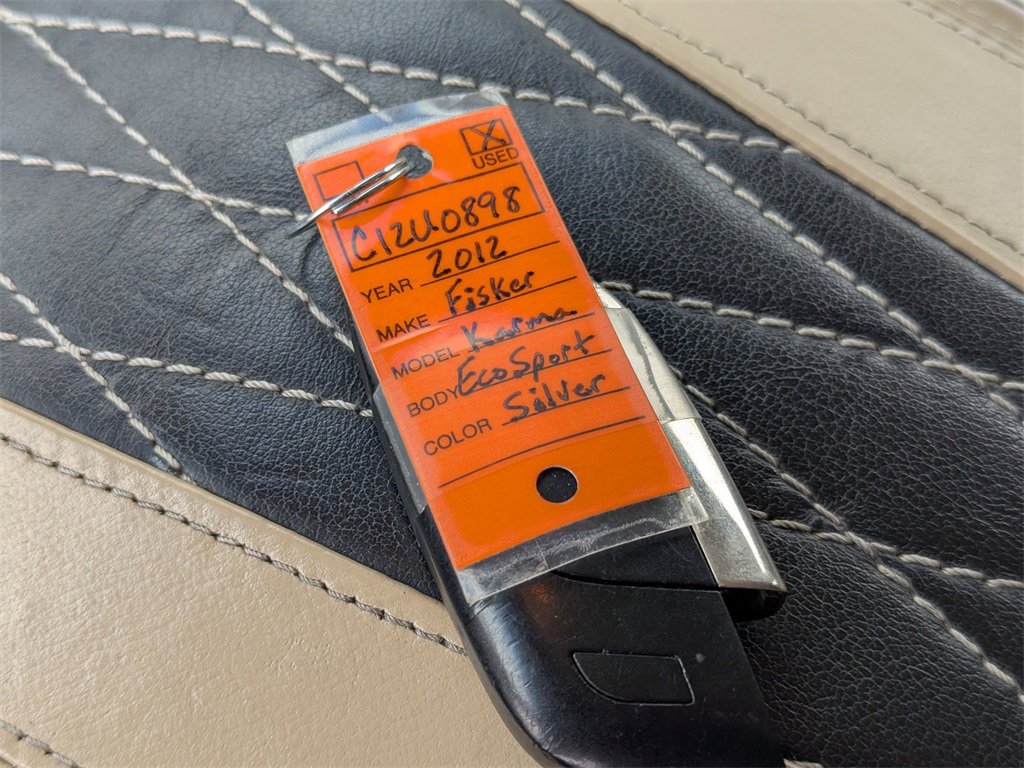 USED
C12U0898
YEAR 2012
MAKE Fisker
MODEL Karma
BODY EcoSport
COLOR Silver